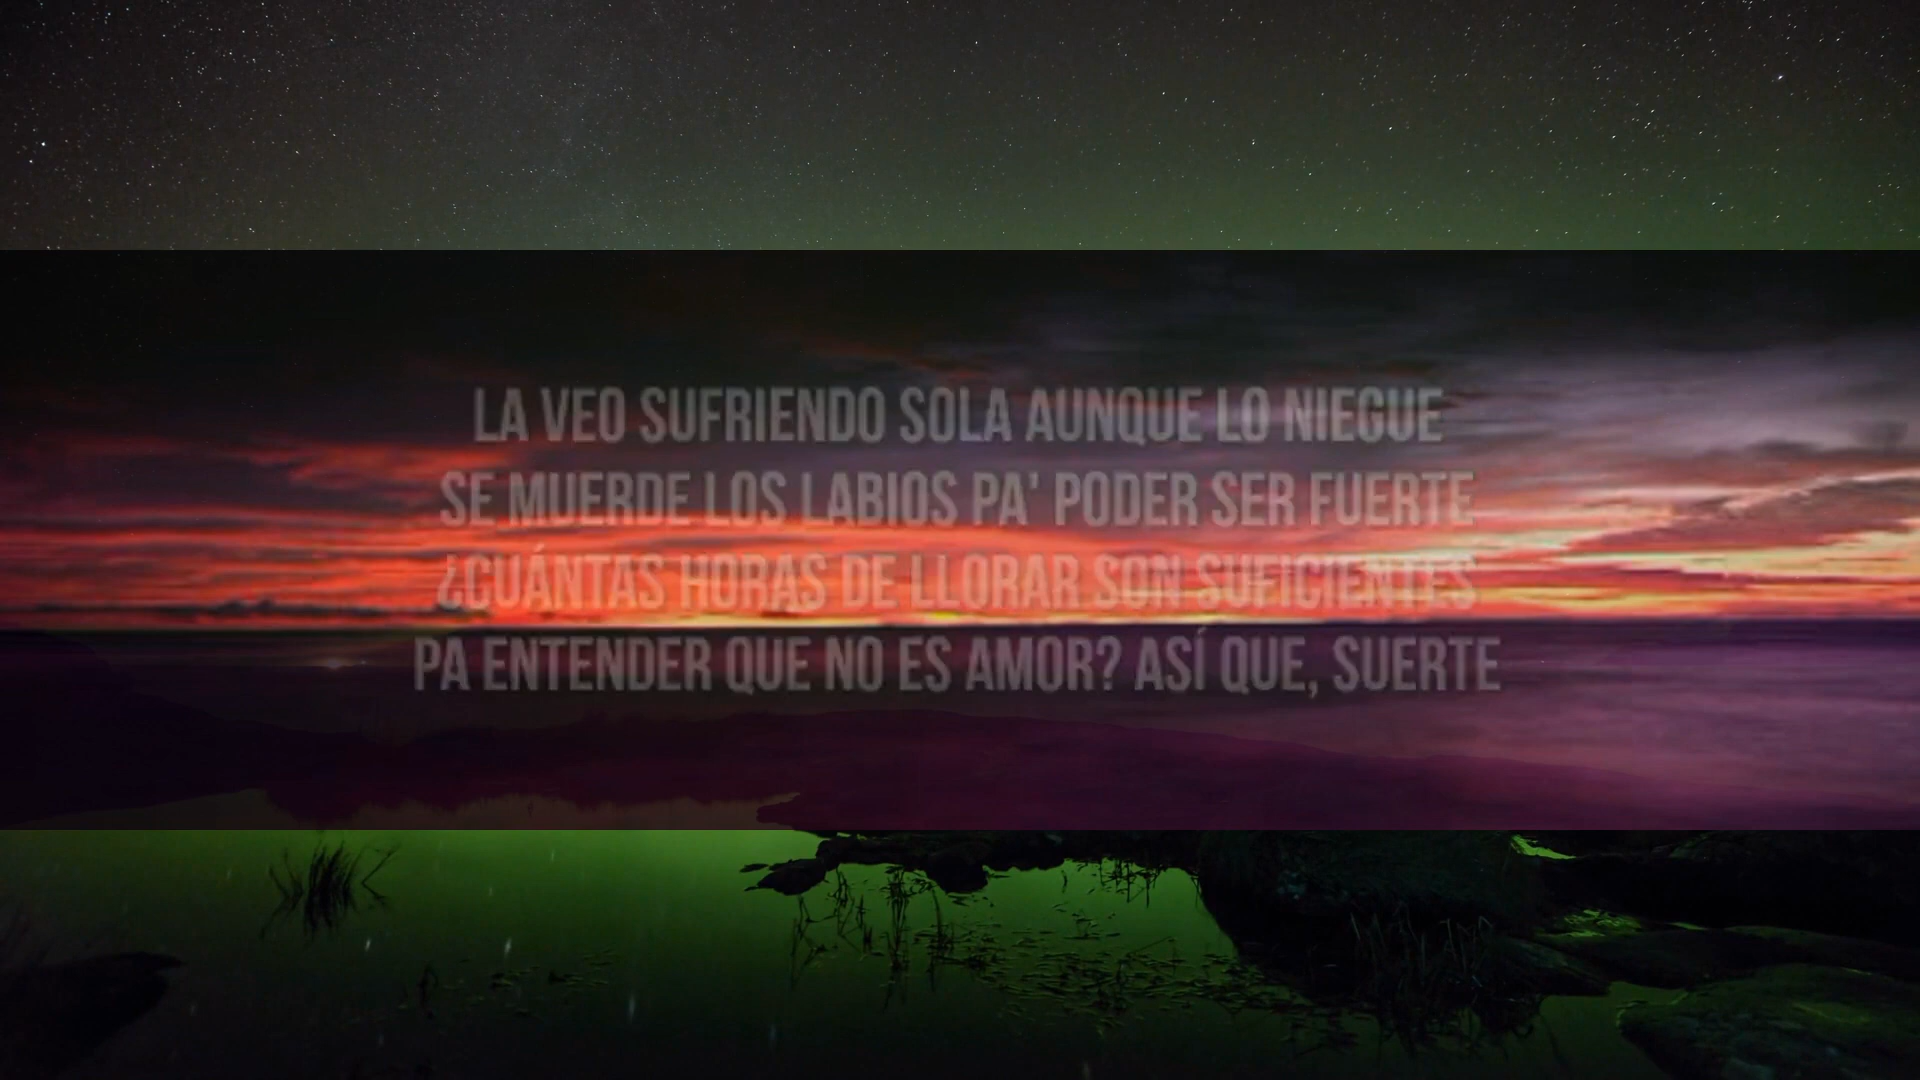 LA VEO SUFRIENDO SOLA AUNQUE LO NIEGUE
SE MUERDE LOS LABIOS PA' PODER SER FUERTE
¿CUÁNTAS HORAS DE LLORAR SON SUFICIENTES
PA ENTENDER QUE NO ES AMOR? ASÍ QUE, SUERTE